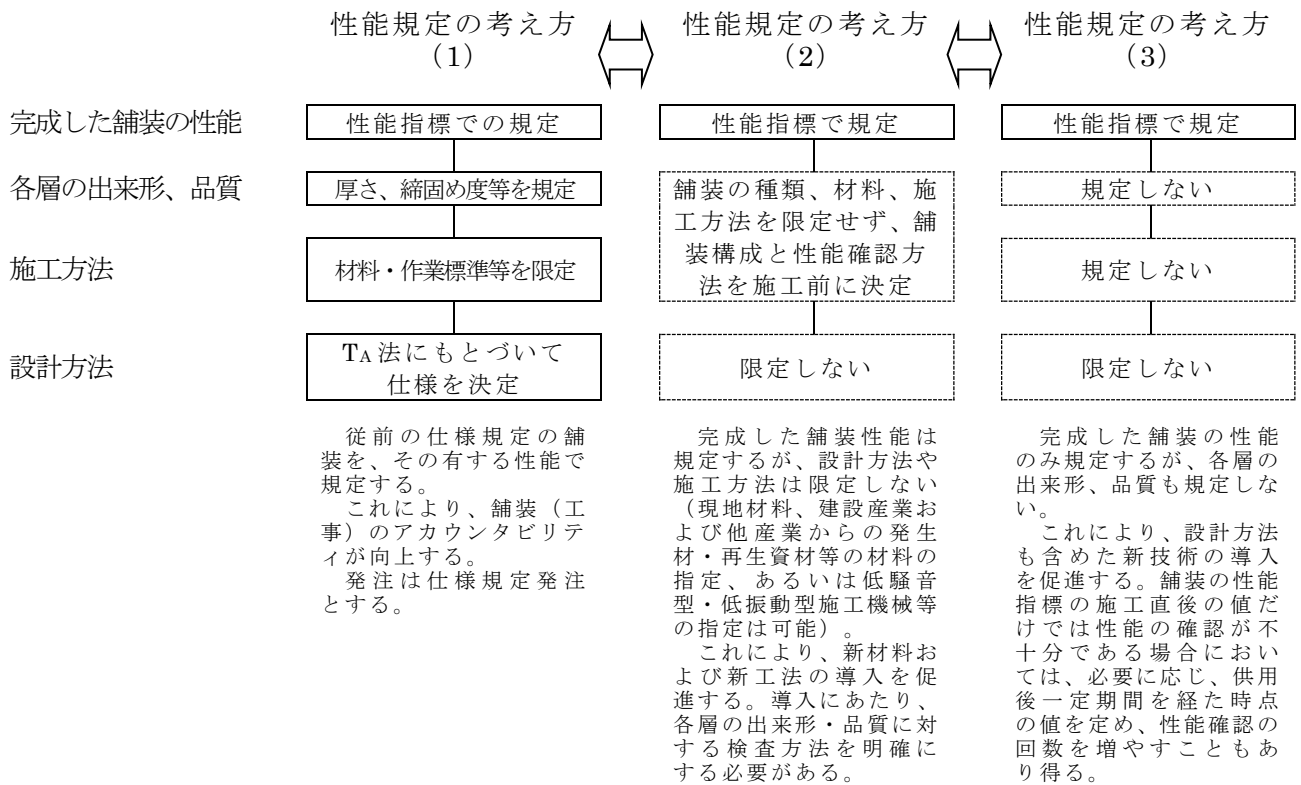 性能規定の考え方
（1）
性能規定の考え方
（2）
性能規定の考え方
（3）
完成した舗装の性能
性能指標での規定
性能指標で規定
性能指標で規定
各層の出来形、品質
厚さ、締固め度等を規定
舗装の種類、材料、施
工方法を限定せず、舗
装構成と性能確認方
法を施工前に決定
規定しない
施工方法
材料・作業標準等を限定
規定しない
設計方法
TA法にもとづいて
仕様を決定
限定しない
限定しない
従前の仕様規定の舗
装を、その有する性能で
規定する。
これにより、舗装（工
事）のアカウンタビリテ
ィが向上する。
発注は仕様規定発注
とする。
完成した舗装性能は
規定するが、設計方法や
施工方法は限定しない
（現地材料、建設産業お
よび他産業からの発生
材・再生資材等の材料の
指定、あるいは低騒音
型・低振動型施工機械等
の指定は可能）。
これにより、新材料お
よび新工法の導入を促
進する。導入にあたり、
各層の出来形・品質に対
する検査方法を明確に
する必要がある。
完成した舗装の性能
のみ規定するが、各層の
出来形、品質も規定しな
い。
これにより、設計方法
も含めた新技術の導入
を促進する。舗装の性能
指標の施工直後の値だ
けでは性能の確認が不
十分である場合におい
ては、必要に応じ、供用
後一定期間を経た時点
の値を定め、性能確認の
回数を増やすこともあ
り得る。